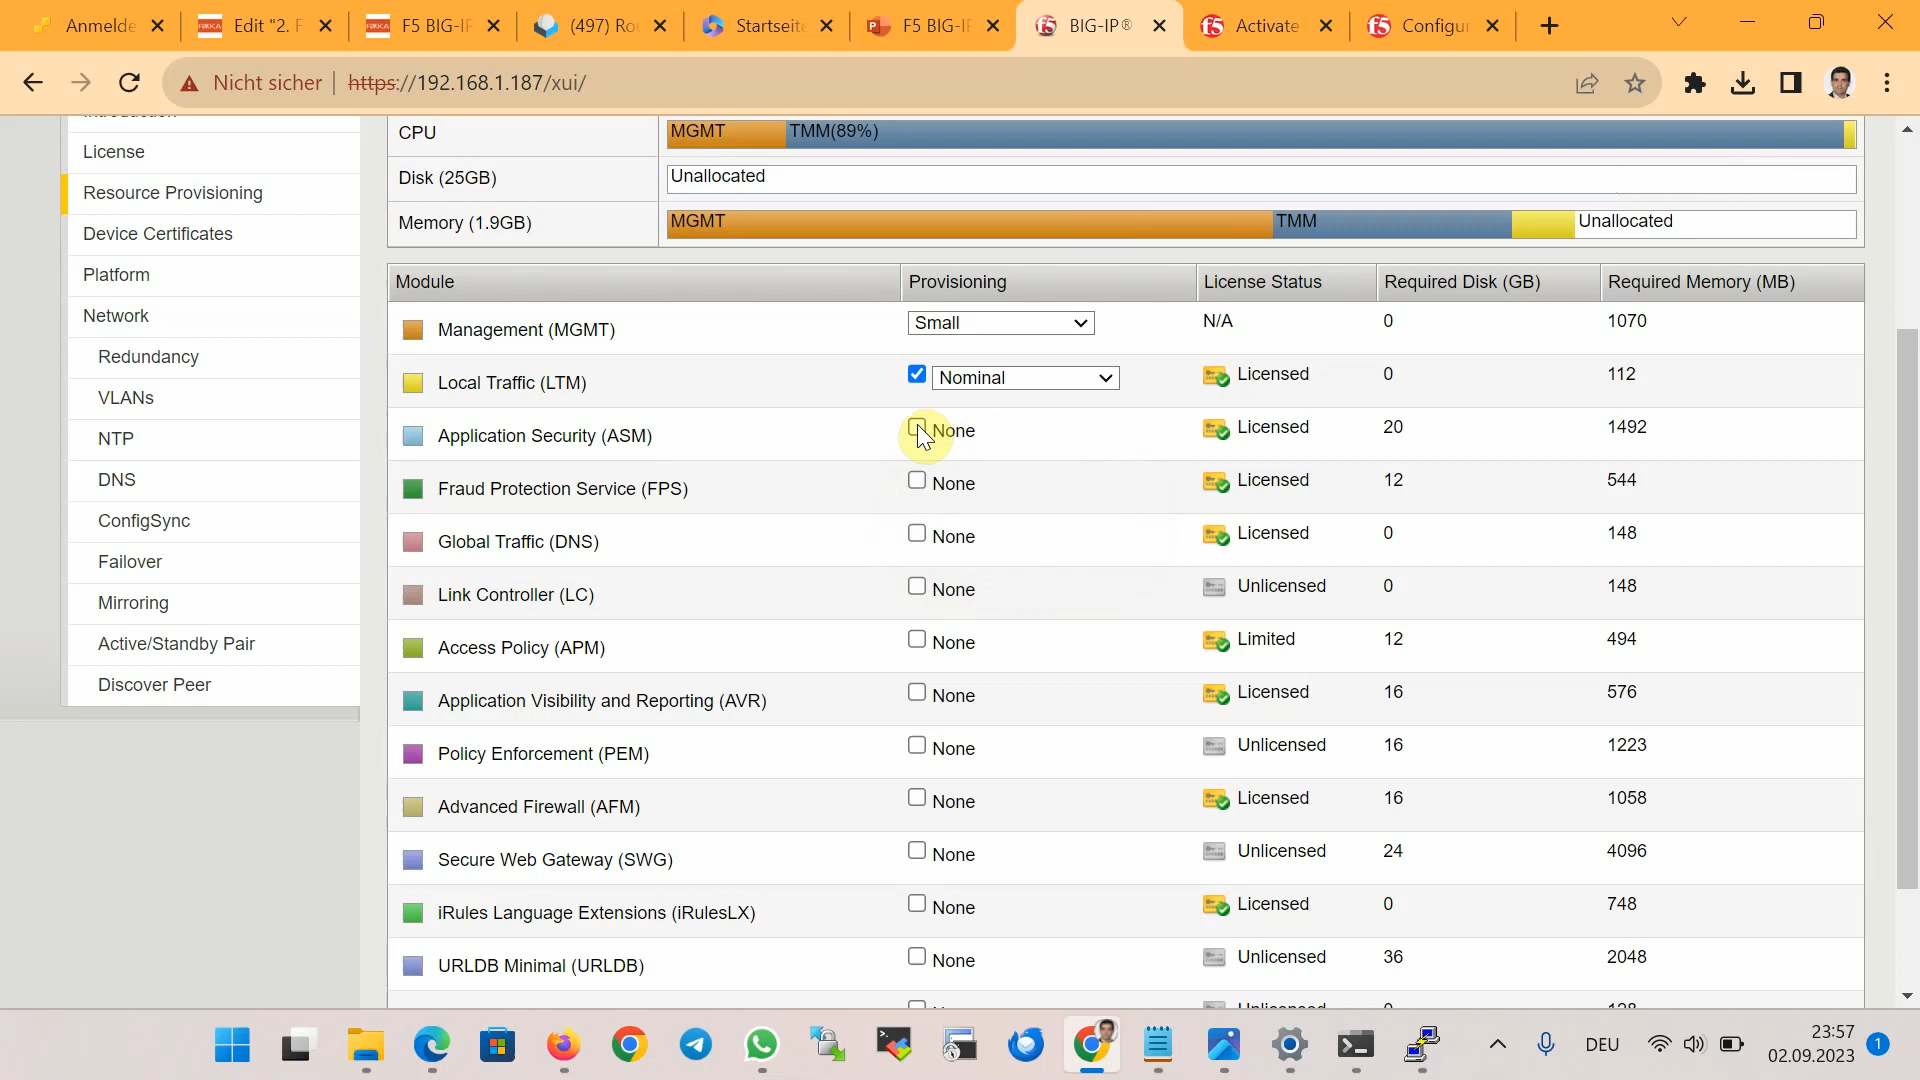 Anmelde
Edit "2. F
F5 BIG-IP
(497) Ro
Startseite
F5 BIG-IP
BIG-IP®
Activate
Configur
Nicht sicher
https://192.168.1.187/xui/
License
Resource Provisioning
Device Certificates
Platform
Network
Redundancy
VLANs
NTP
DNS
ConfigSync
Failover
Mirroring
Active/Standby Pair
Discover Peer
CPU MGMT TMM(89%)
Disk (25GB) Unallocated
Memory (1.9GB) MGMT TMM Unallocated
Module Provisioning License Status Required Disk (GB) Required Memory (MB)
Management (MGMT) Small N/A 0 1070
Local Traffic (LTM) Nominal Licensed 0 112
Application Security (ASM) None Licensed 20 1492
Fraud Protection Service (FPS) None Licensed 12 544
Global Traffic (DNS) None Licensed 0 148
Link Controller (LC) None Unlicensed 0 148
Access Policy (APM) None Limited 12 494
Application Visibility and Reporting (AVR) None Licensed 16 576
Policy Enforcement (PEM) None Unlicensed 16 1223
Advanced Firewall (AFM) None Licensed 16 1058
Secure Web Gateway (SWG) None Unlicensed 24 4096
iRules Language Extensions (iRulesLX) None Licensed 0 748
URLDB Minimal (URLDB) None Unlicensed 36 2048
DEU
23:57
02.09.2023
1